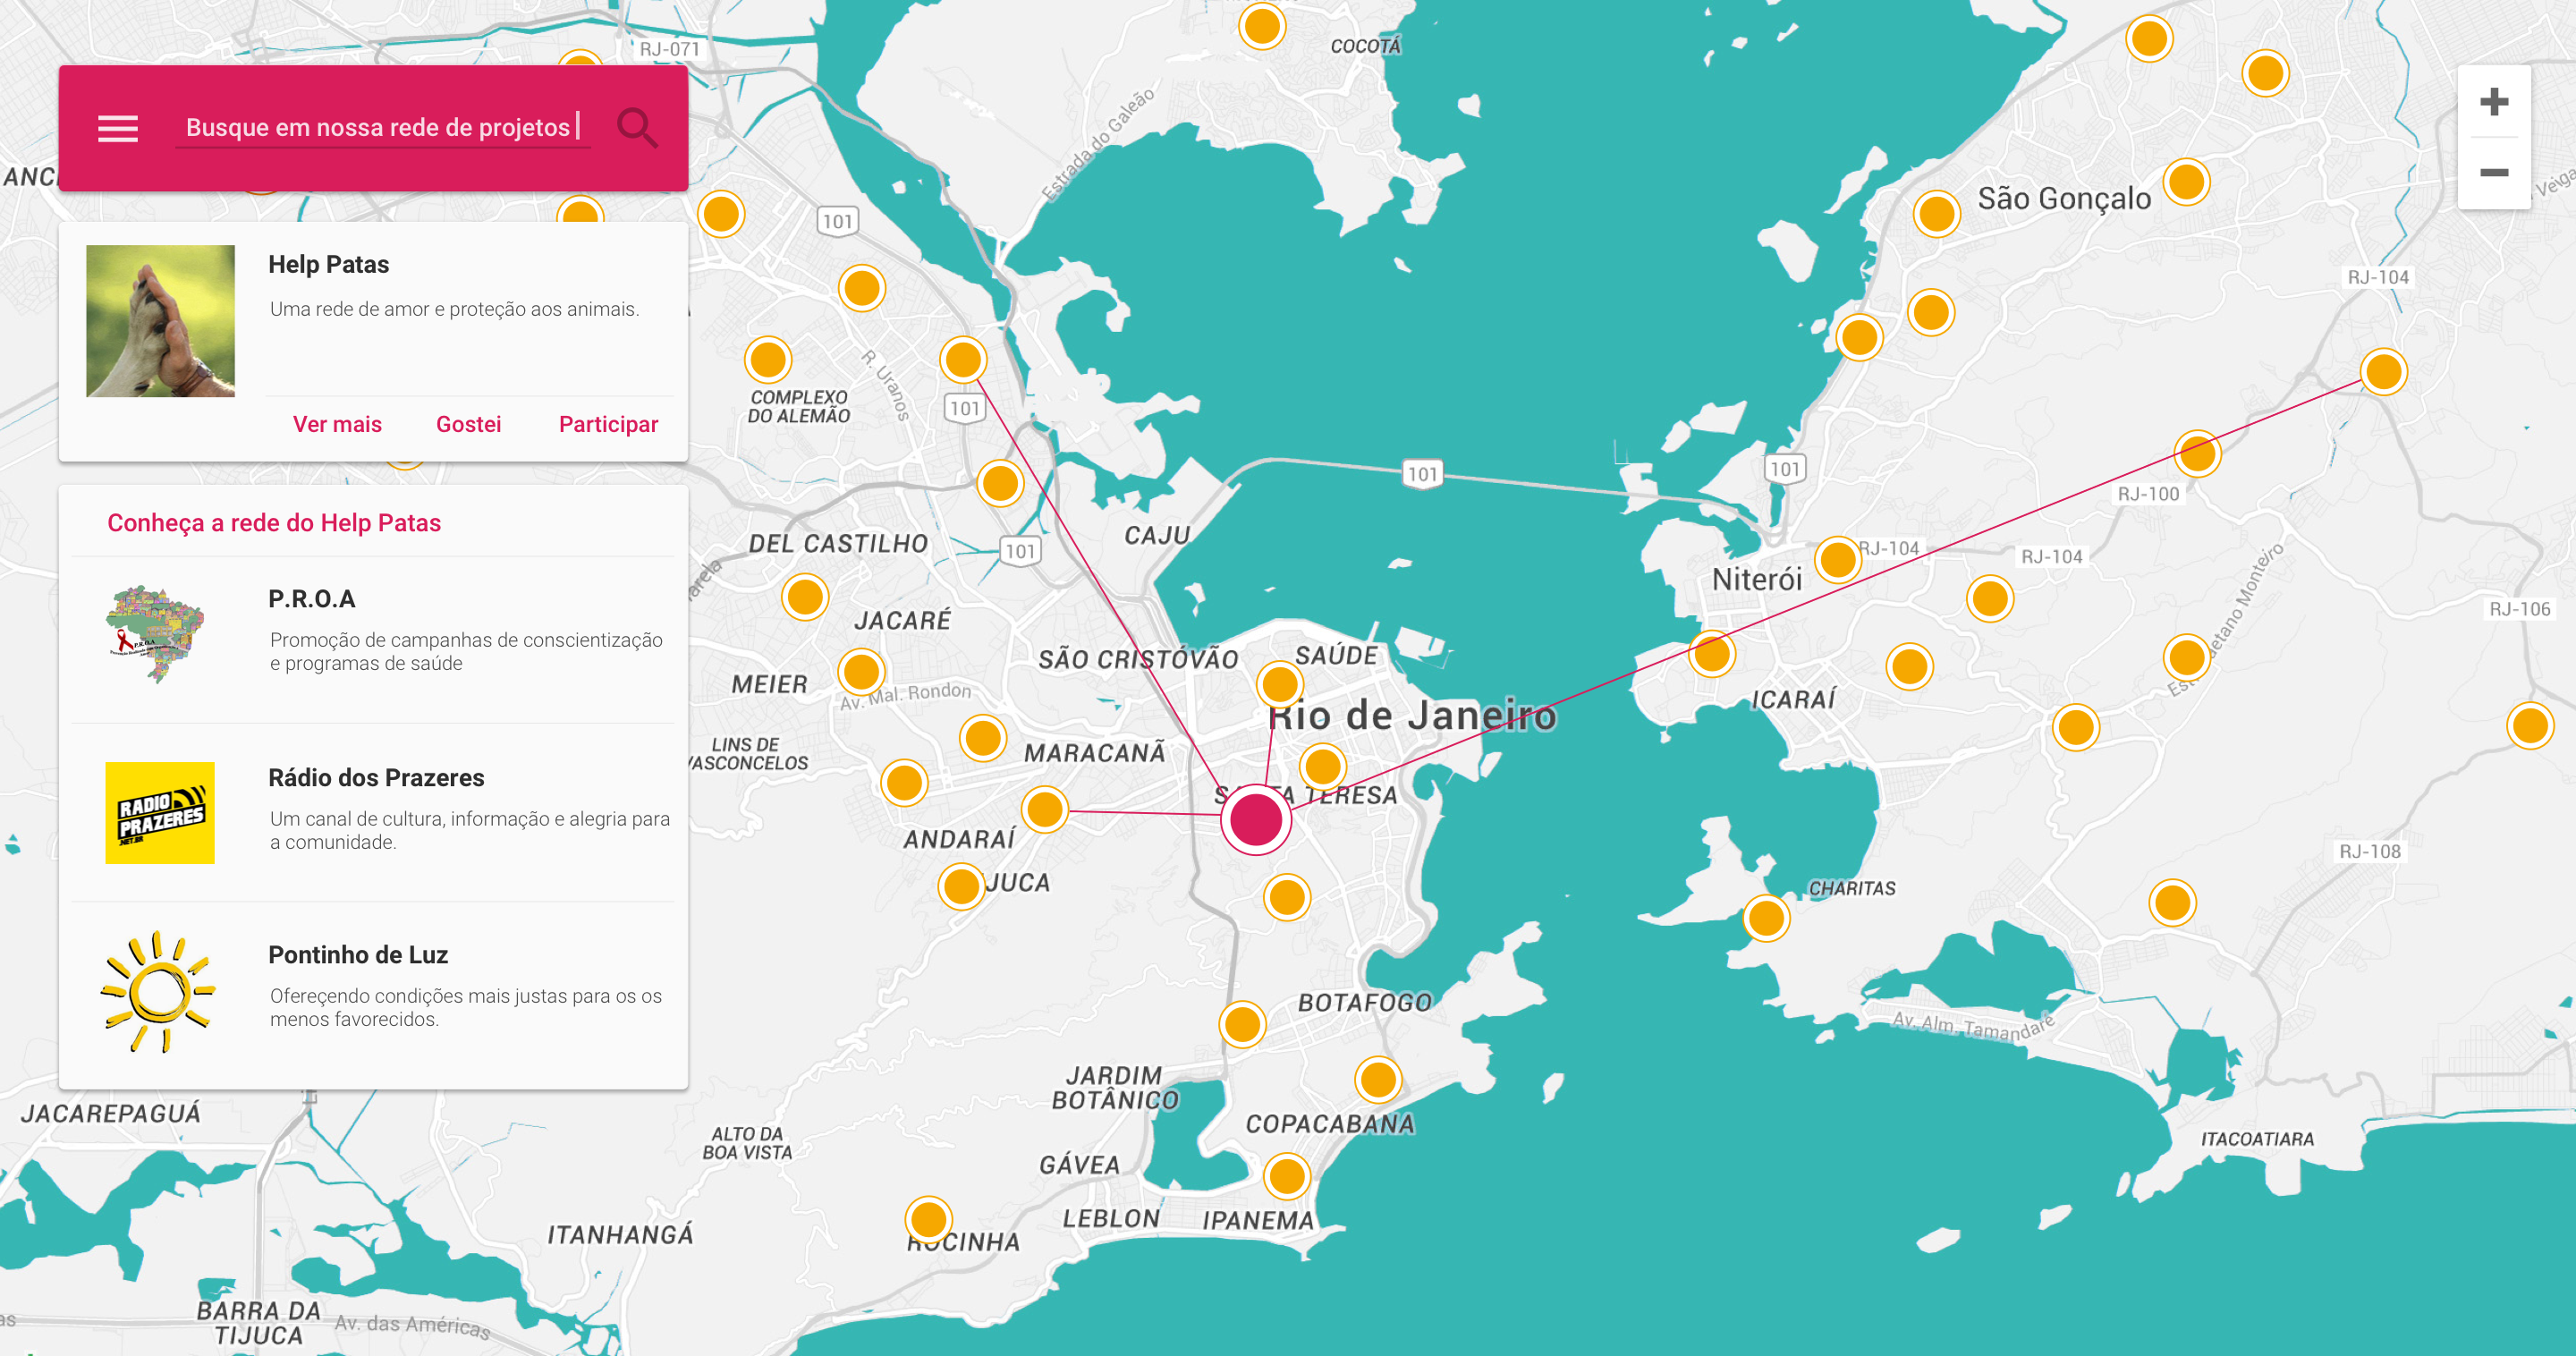 Busque em nossa rede de projetos
Help Patas
Uma rede de amor e proteção aos animais.
Ver mais
Gostei
Participar
Conheça a rede do Help Patas
P.R.O.A
Promoção de campanhas de conscientização
e programas de saúde
P.R.O.A
Rádio dos Prazeres
Um canal de cultura, informação e alegria para
a comunidade.
RADIO
PRAZERES
.NET.BR
Pontinho de Luz
Ofereçendo condições mais justas para os os
menos favorecidos.
+
−
RJ-071
COCOTÁ
Estrada do Galeão
São Gonçalo
101
RJ-104
R. Uranos
COMPLEXO
DO ALEMÃO
101
101
101
RJ-100
DEL CASTILHO
CAJU
101
RJ-104
RJ-104
Niterói
RJ-106
JACARÉ
SÃO CRISTÓVÃO
SAÚDE
MEIER
Av. Mal. Rondon
Rio de Janeiro
ICARAÍ
LINS DE
VASCONCELOS
MARACANÃ
SANTA TERESA
ANDARAÍ
JUCA
RJ-108
CHARITAS
BOTAFOGO
Av. Alm. Tamandaré
JARDIM
BOTÂNICO
JACAREPAGUÁ
COPACABANA
ALTO DA
BOA VISTA
ITACOATIARA
GÁVEA
LEBLON
IPANEMA
ITANHANGÁ
ROCINHA
BARRA DA
TIJUCA
Av. das Américas